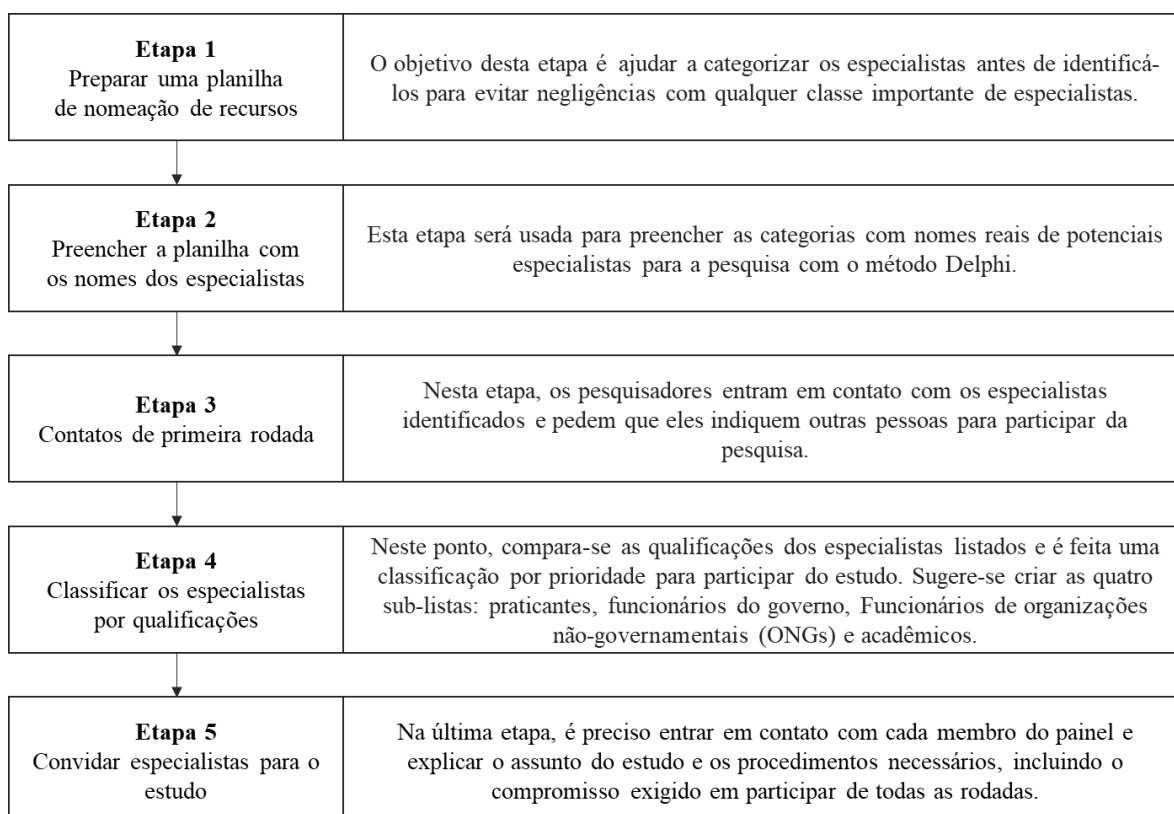 Etapa 1
Preparar uma planilha
de nomeação de recursos
O objetivo desta etapa é ajudar a categorizar os especialistas antes de identificá-
los para evitar negligências com qualquer classe importante de especialistas.
Etapa 2
Preencher a planilha com
os nomes dos especialistas
Esta etapa será usada para preencher as categorias com nomes reais de potenciais
especialistas para a pesquisa com o método Delphi.
Etapa 3
Contatos de primeira rodada
Nesta etapa, os pesquisadores entram em contato com os especialistas
identificados e pedem que eles indiquem outras pessoas para participar da
pesquisa.
Etapa 4
Classificar os especialistas
por qualificações
Neste ponto, compara-se as qualificações dos especialistas listados e é feita uma
classificação por prioridade para participar do estudo. Sugere-se criar as quatro
sub-listas: praticantes, funcionários do governo, Funcionários de organizações
não-governamentais (ONGs) e acadêmicos.
Etapa 5
Convidar especialistas para o
estudo
Na última etapa, é preciso entrar em contato com cada membro do painel e
explicar o assunto do estudo e os procedimentos necessários, incluindo o
compromisso exigido em participar de todas as rodadas.